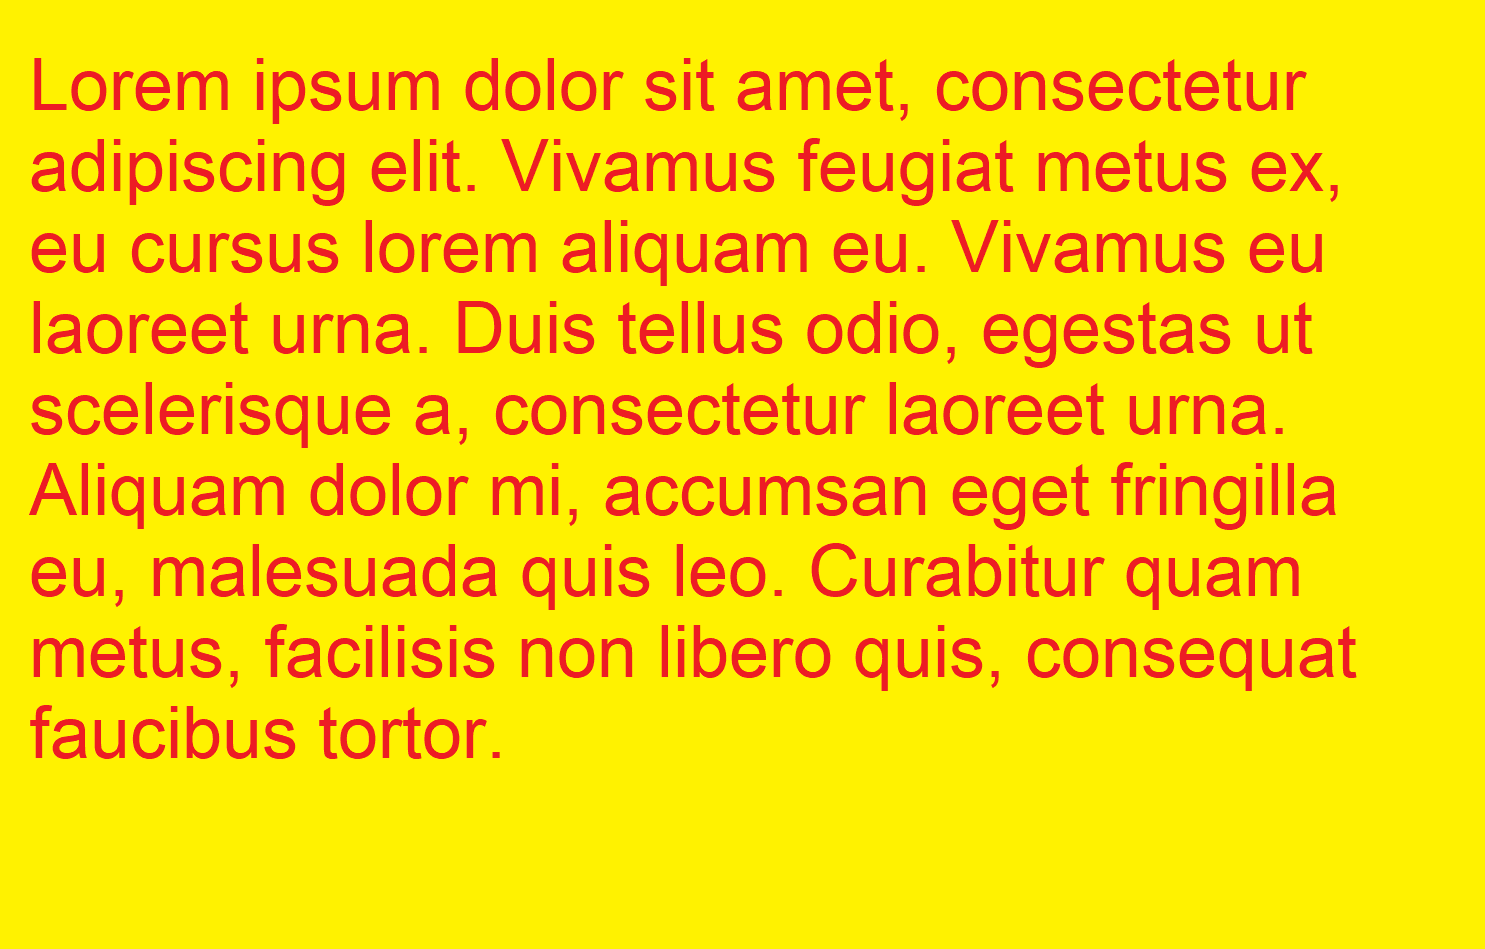 Lorem ipsum dolor sit amet, consectetur
adipiscing elit. Vivamus feugiat metus ex,
eu cursus lorem aliquam eu. Vivamus eu
laoreet urna. Duis tellus odio, egestas ut
scelerisque a, consectetur laoreet urna.
Aliquam dolor mi, accumsan eget fringilla
eu, malesuada quis leo. Curabitur quam
metus, facilisis non libero quis, consequat
faucibus tortor.